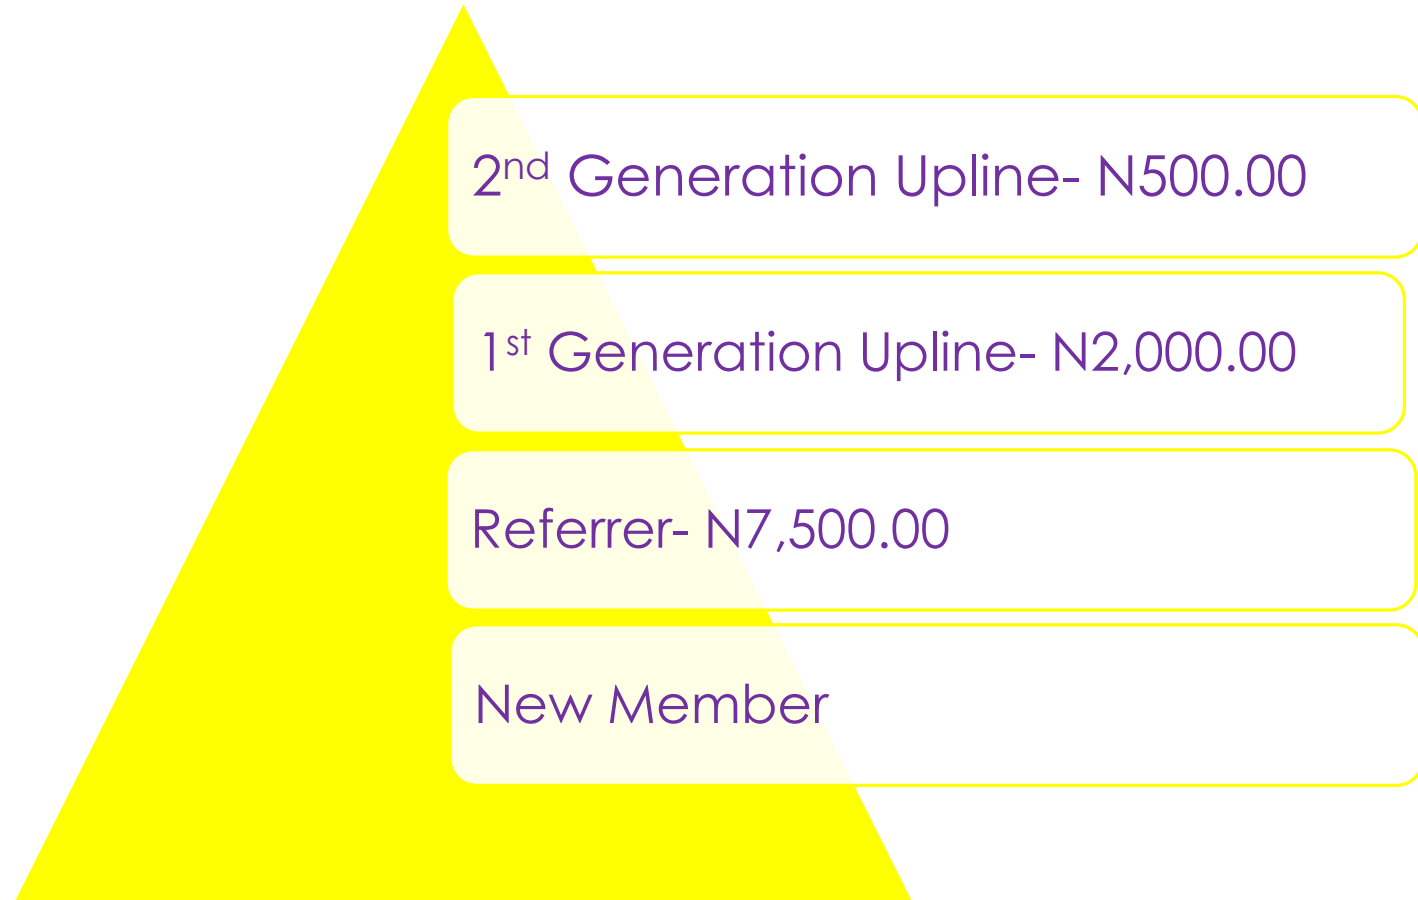 2nd Generation Upline- N500.00
1st Generation Upline- N2,000.00
Referrer- N7,500.00
New Member